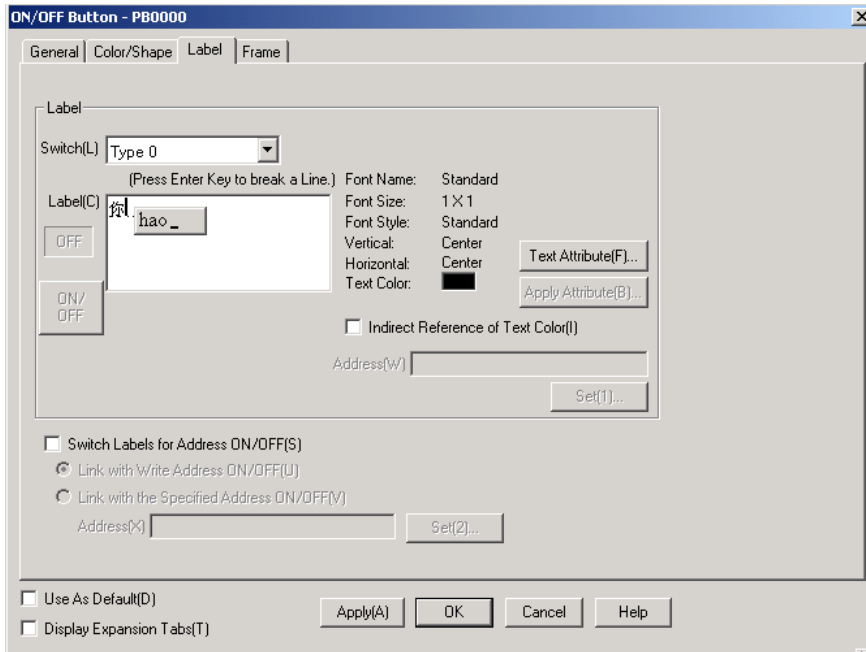 ON/OFF Button - PB0000
General Color/Shape Label Frame
Label
Switch(L) Type 0
(Press Enter Key to break a Line.)
Label(C) 你 hao_
OFF
ON/
OFF
Font Name: Standard
Font Size: 1 X 1
Font Style: Standard
Vertical: Center
Horizontal: Center
Text Color:
Text Attribute(F)...
Apply Attribute(B)...
Indirect Reference of Text Color(I)
Address(W)
Set(1)...
Switch Labels for Address ON/OFF(S)
Link with Write Address ON/OFF(U)
Link with the Specified Address ON/OFF(V)
Address(X) Set(2)...
Use As Default(D)
Display Expansion Tabs(T)
Apply(A) OK Cancel Help